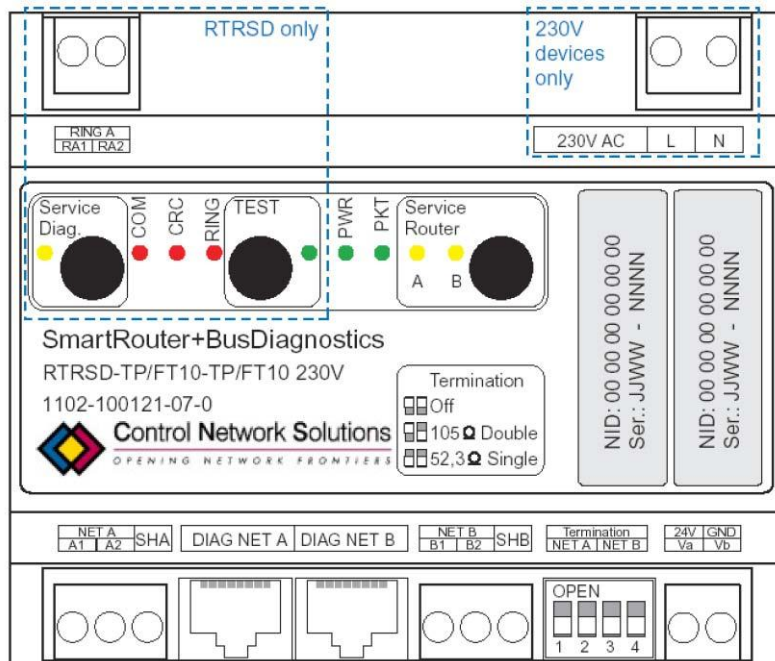 RTRSD only
230V
devices
only
RING A
RA1 RA2
230V AC L N
Service
Diag.
COM
CRC
RING
TEST
PWR
PKT
Service
Router
A B
NID: 00 00 00 00 00 00
Ser.: JJWW - NNNN
NID: 00 00 00 00 00 00
Ser.: JJWW - NNNN
SmartRouter+BusDiagnostics
RTRSD-TP/FT10-TP/FT10 230V
1102-100121-07-0
Control Network Solutions
OPENING NETWORK FRONTIERS
Termination
Off
105Ω Double
52,3Ω Single
NET A
A1 A2 SHA
DIAG NET A DIAG NET B
NET B
B1 B2 SHB
Termination
NET A NET B
24V GND
Va Vb
OPEN
1 2 3 4